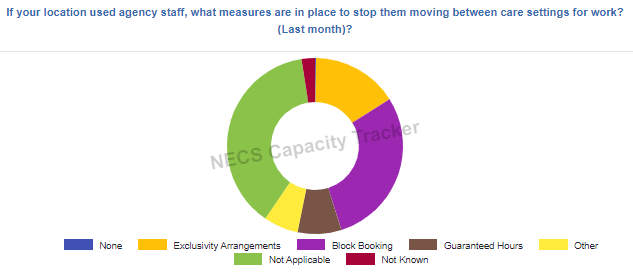 If your location used agency staff, what measures are in place to stop them moving between care settings for work?
(Last month)?
NECS Capacity Tracker
None Exclusivity Arrangements Block Booking Guaranteed Hours Other
Not Applicable Not Known